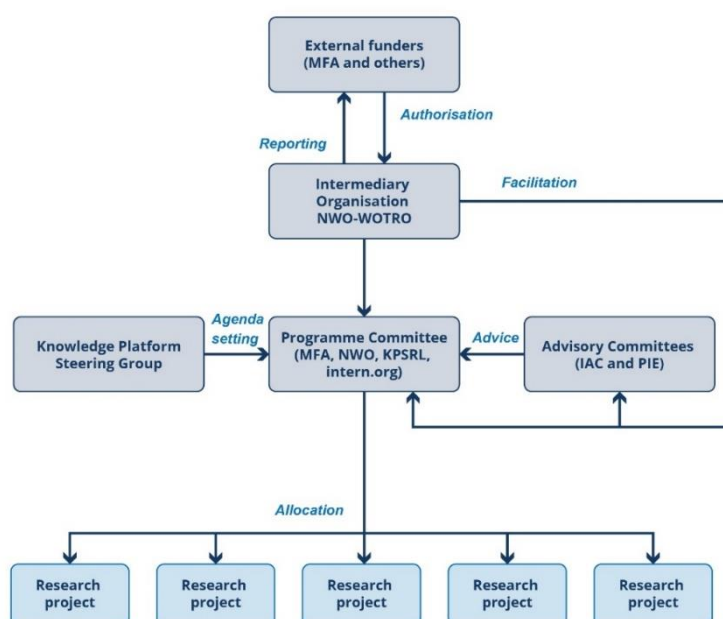 External funders
(MFA and others)
Authorisation
Reporting
Intermediary
Organisation
NWO-WOTRO
Facilitation
Knowledge Platform
Steering Group
Agenda
setting
Programme Committee
(MFA, NWO, KPSRL,
intern.org)
Advice
Advisory Committees
(IAC and PIE)
Allocation
Research
project
Research
project
Research
project
Research
project
Research
project